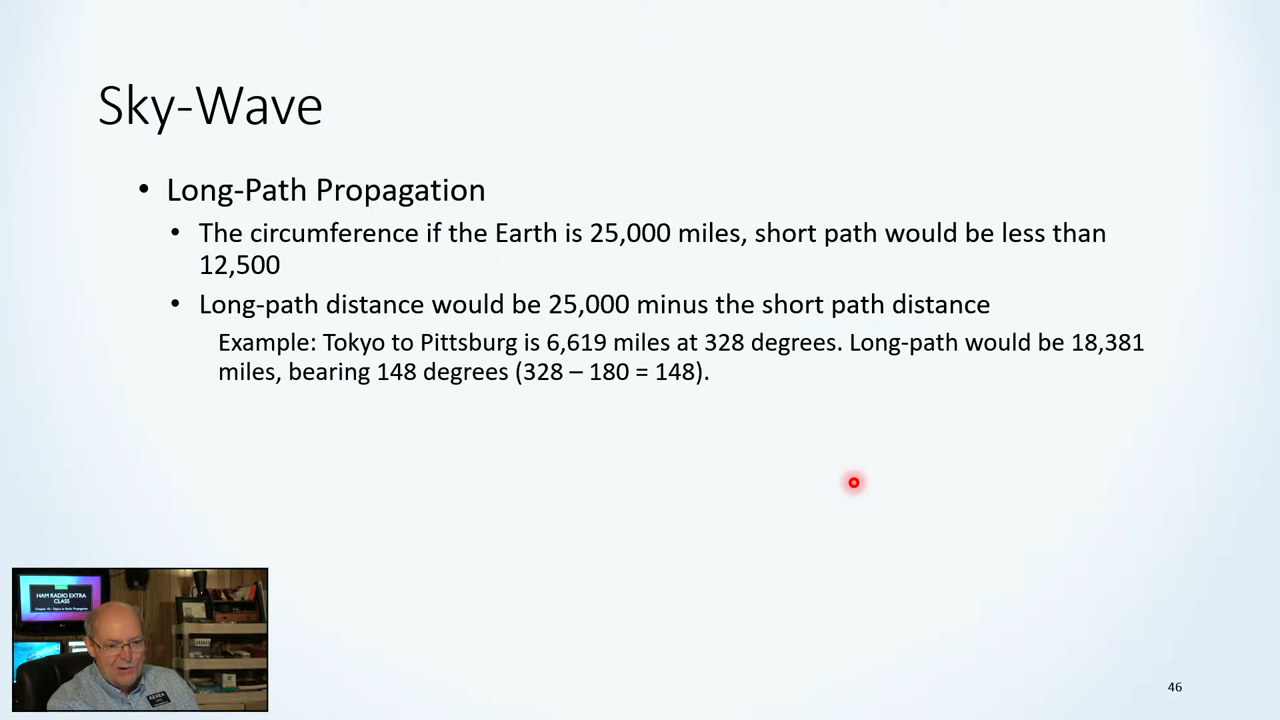 Sky-Wave
• Long-Path Propagation
• The circumference if the Earth is 25,000 miles, short path would be less than
12,500
• Long-path distance would be 25,000 minus the short path distance
Example: Tokyo to Pittsburg is 6,619 miles at 328 degrees. Long-path would be 18,381
miles, bearing 148 degrees (328 – 180 = 148).
HAM RADIO EXTRA
CLASS
46